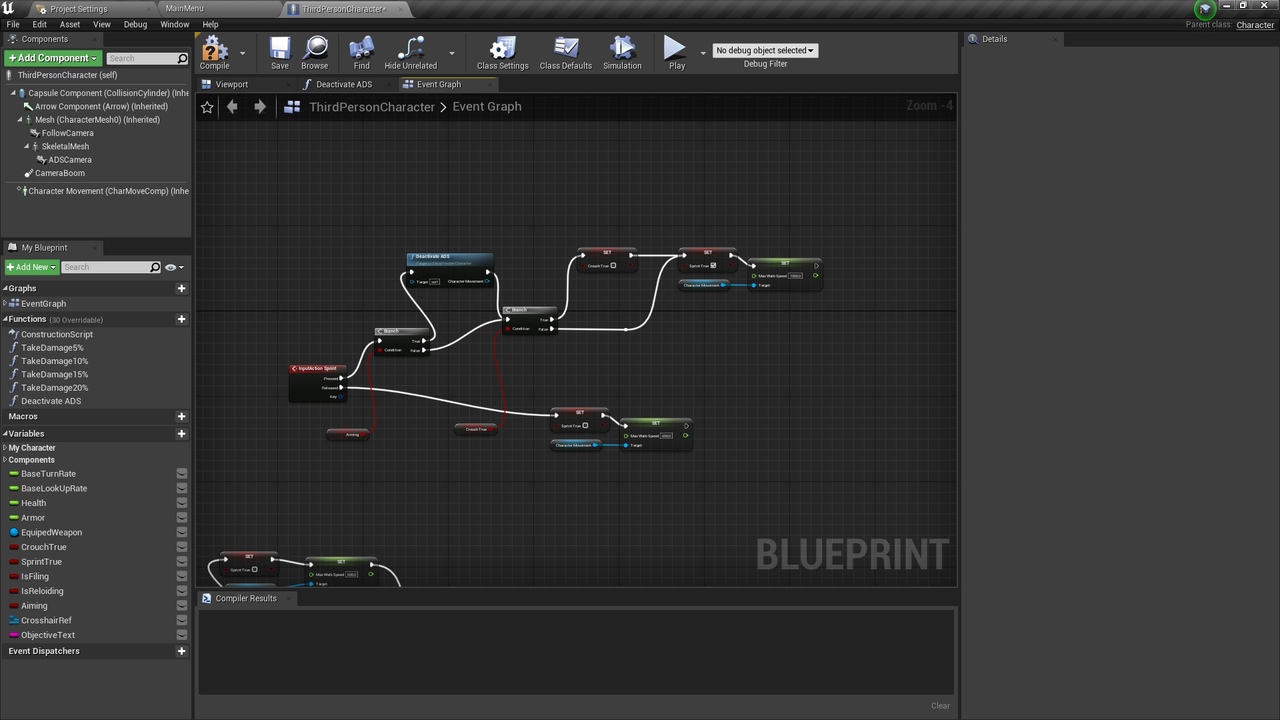 Project Settings
MainMenu
ThirdPersonCharacter*
File Edit Asset View Debug Window Help
Parent class: Character
Components
+ Add Component
Search
ThirdPersonCharacter (self)
Capsule Component (CollisionCylinder) (Inhe
Arrow Component (Arrow) (Inherited)
Mesh (CharacterMesh0) (Inherited)
FollowCamera
SkeletalMesh
ADSCamera
CameraBoom
Character Movement (CharMoveComp) (Inhe
My Blueprint
+ Add New
Search
Graphs
EventGraph
Functions (30 Overridable)
ConstructionScript
TakeDamage5%
TakeDamage10%
TakeDamage15%
TakeDamage20%
Deactivate ADS
Macros
Variables
My Character
Components
BaseTurnRate
BaseLookUpRate
Health
Armor
EquipedWeapon
CrouchTrue
SprintTrue
IsFiling
IsReloiding
Aiming
CrosshairRef
ObjectiveText
Event Dispatchers
Compile
Save
Browse
Find
Hide Unrelated
Class Settings
Class Defaults
Simulation
Play
No debug object selected
Debug Filter
Viewport
Deactivate ADS
Event Graph
ThirdPersonCharacter > Event Graph
Zoom -4
Deactivate ADS
Target self
Character Movement
SET
Crouch True
SET
Sprint True
Character Movement
SET
Max Walk Speed
Target
Branch
Condition
True
False
Branch
Condition
True
False
InputAction Sprint
Pressed
Released
Key
Aiming
Crouch True
SET
Sprint True
Character Movement
SET
Max Walk Speed
Target
SET
Sprint True
SET
Max Walk Speed
Target
BLUEPRINT
Compiler Results
Clear
Details